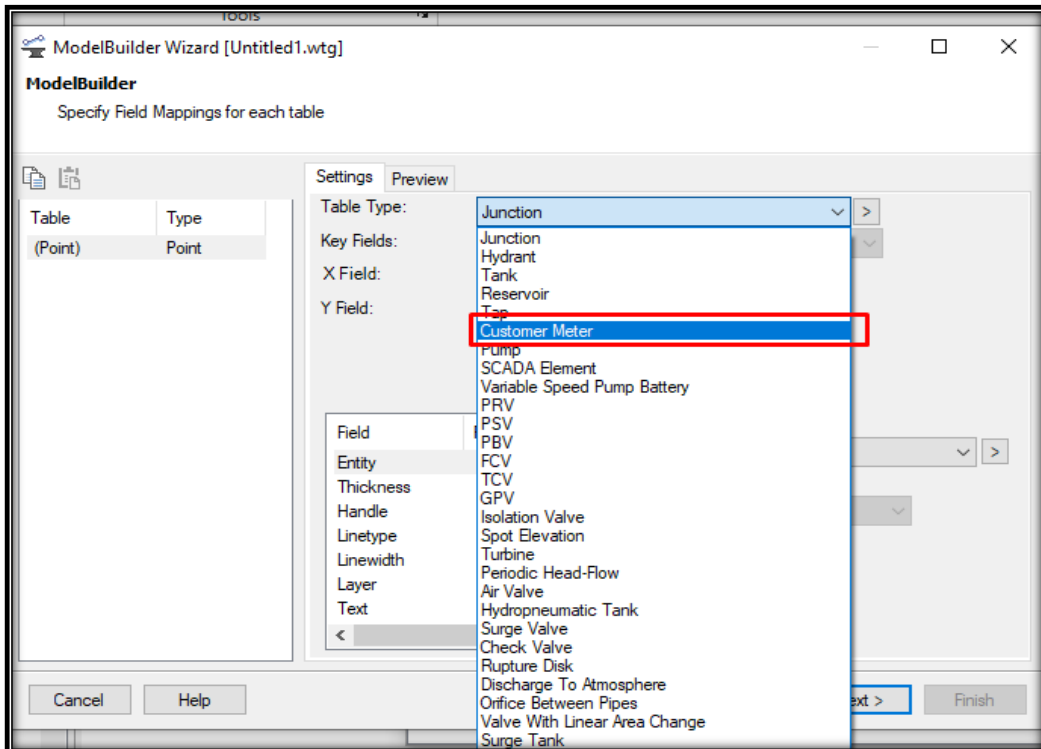 Tools
ModelBuilder Wizard [Untitled1.wtg]
ModelBuilder
Specify Field Mappings for each table
Settings Preview
Table Type
(Point) Point
Table Type: Junction >
Key Fields:
X Field:
Y Field:
Junction
Hydrant
Tank
Reservoir
Tap
Customer Meter
Pump
SCADA Element
Variable Speed Pump Battery
PRV
PSV
PBV
FCV
TCV
GPV
Isolation Valve
Spot Elevation
Turbine
Periodic Head-Flow
Air Valve
Hydropneumatic Tank
Surge Valve
Check Valve
Rupture Disk
Discharge To Atmosphere
Orifice Between Pipes
Valve With Linear Area Change
Surge Tank
Field
Entity
Thickness
Handle
Linetype
Linewidth
Layer
Text
<
>
Cancel Help ext > Finish